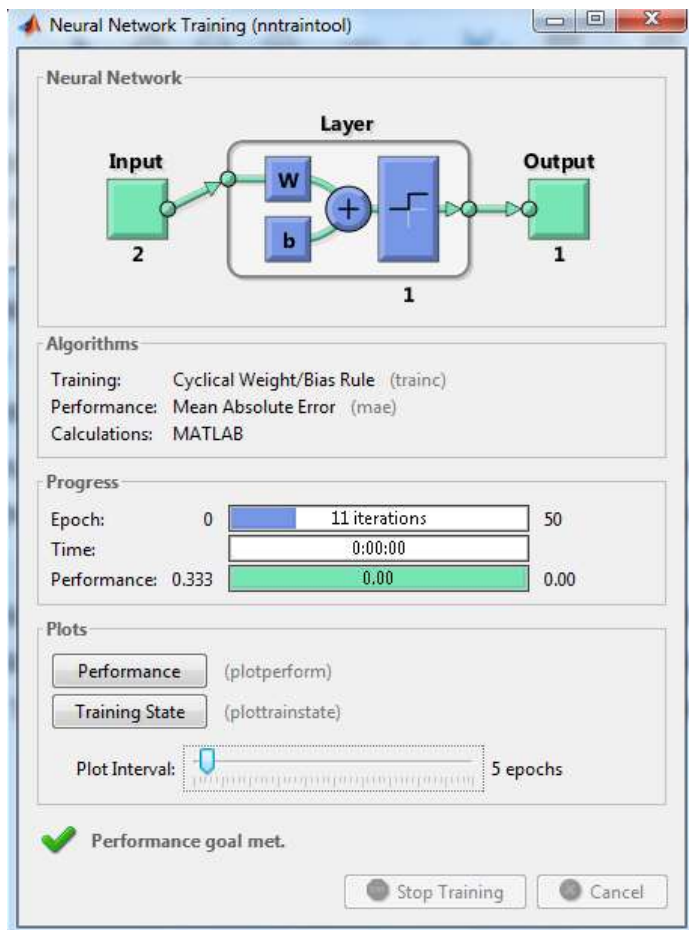 Neural Network Training (nntraintool)
Neural Network
Layer
Input
Output
W
b
+
2
1
1
Algorithms
Training: Cyclical Weight/Bias Rule (trainc)
Performance: Mean Absolute Error (mae)
Calculations: MATLAB
Progress
Epoch: 0 11 iterations 50
Time: 0:00:00
Performance: 0.333 0.00 0.00
Plots
Performance (plotperform)
Training State (plottrainstate)
Plot Interval: 5 epochs
Performance goal met.
Stop Training Cancel